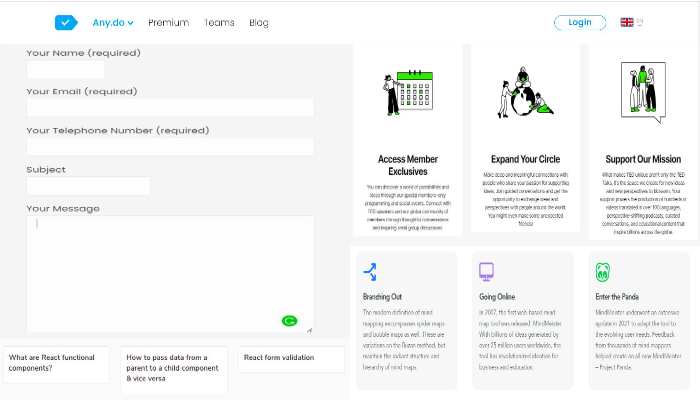 Any.do
Premium
Teams
Blog
Login
EN
Your Name (required)
Your Email (required)
Your Telephone Number (required)
Subject
Your Message
What are React functional
components?
How to pass data from a
parent to a child component
& vice versa
React form validation
Access Member
Exclusives
You can discover a world of possibilities and
ideas through our special members-only
programming and social events. Connect with
TED speakers and our global community of
members through thoughtful conversations
and inspiring small group discussions.
Expand Your Circle
Make deep and meaningful connections with
people who share your passion for supporting
ideas. Join guided conversations and get the
opportunity to exchange ideas and
perspectives with people around the world.
You might even make some unexpected
friends!
Support Our Mission
What makes TED unique aren't only the TED
Talks, it's the space we create for new ideas
and new perspectives to blossom. Your
support powers the production of hundreds of
videos translated in over 100 languages,
perspective-shifting podcasts, curated
conversations, and educational content that
inspire billions across the globe.
Branching Out
The modern definition of mind
mapping encompasses spider maps
and bubble maps as well. These are
variations on the Buzan method, but
maintain the radiant structure and
hierarchy of mind maps.
Going Online
In 2007, the first web based mind
map tool was released: MindMeister
With billions of ideas generated by
over 25 million users worldwide, the
tool has revolutionized ideation for
business and education.
Enter the Panda
MindMeister underwent an extensive
update in 2021 to adapt the tool to
the evolving user needs. Feedback
from thousands of mind mappers
helped create an all new MindMeister
– Project Panda.